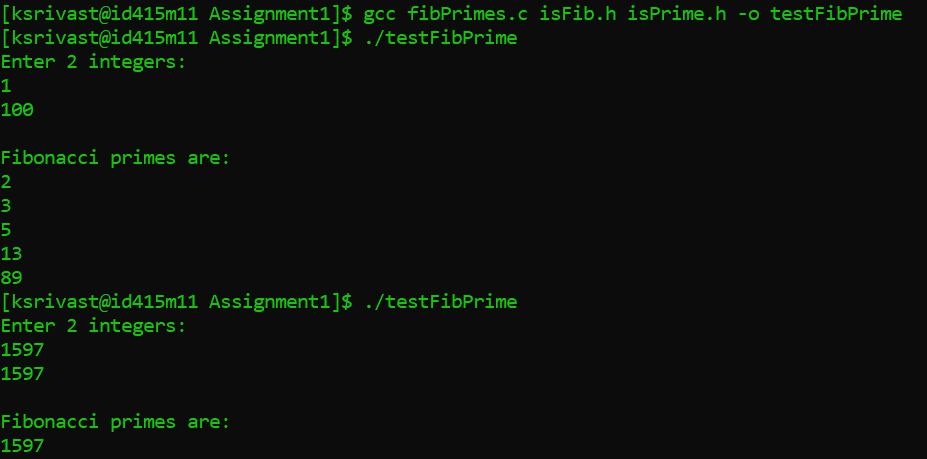 [ksrivast@id415m11 Assignment1]$ gcc fibPrimes.c isFib.h isPrime.h -o testFibPrime
[ksrivast@id415m11 Assignment1]$ ./testFibPrime
Enter 2 integers:
1
100
Fibonacci primes are:
2
3
5
13
89
[ksrivast@id415m11 Assignment1]$ ./testFibPrime
Enter 2 integers:
1597
1597
Fibonacci primes are:
1597